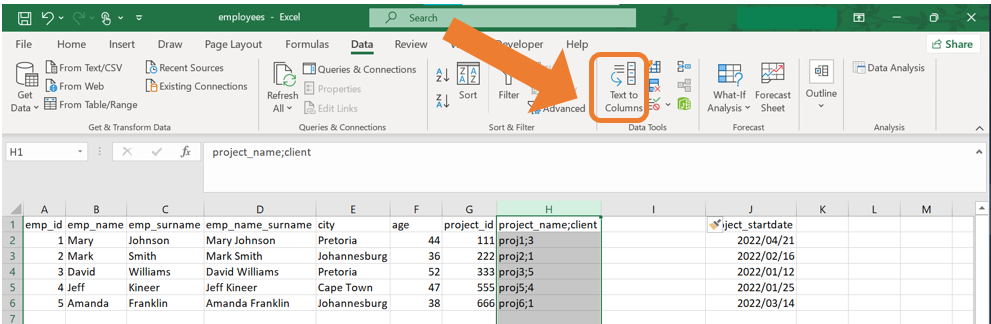 employees - Excel
Search
File Home Insert Draw Page Layout Formulas Data Review Developer Help Share
From Text/CSV Recent Sources
From Web Existing Connections
From Table/Range
Get Data
Get & Transform Data
Refresh All
Queries & Connections
Properties
Edit Links
Queries & Connections
Sort
Filter
Advanced
Sort & Filter
Text to Columns
Data Tools
What-If Analysis
Forecast Sheet
Forecast
Outline
Data Analysis
Analysis
H1 fx project_name;client
A B C D E F G H I J K L M
1 emp_id emp_name emp_surname emp_name_surname city age project_id project_name;client ject_startdate
2 1 Mary Johnson Mary Johnson Pretoria 44 111 proj1;3 2022/04/21
3 2 Mark Smith Mark Smith Johannesburg 36 222 proj2;1 2022/02/16
4 3 David Williams David Williams Pretoria 52 333 proj3;5 2022/01/12
5 4 Jeff Kineer Jeff Kineer Cape Town 47 555 proj5;4 2022/01/25
6 5 Amanda Franklin Amanda Franklin Johannesburg 38 666 proj6;1 2022/03/14
7